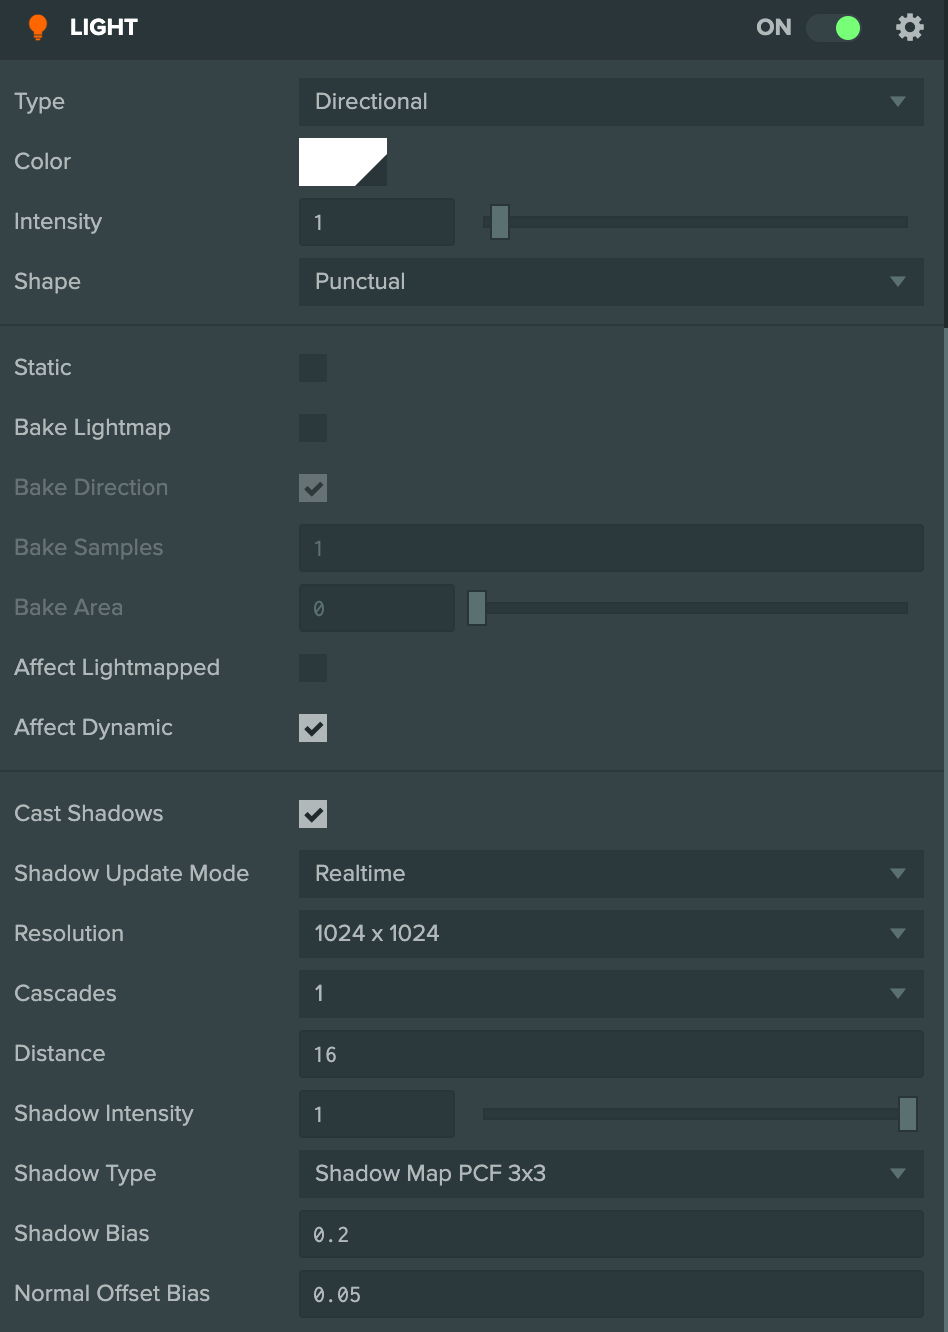 LIGHT ON
Type Directional
Color
Intensity 1
Shape Punctual
Static
Bake Lightmap
Bake Direction
Bake Samples 1
Bake Area 0
Affect Lightmapped
Affect Dynamic
Cast Shadows
Shadow Update Mode Realtime
Resolution 1024 x 1024
Cascades 1
Distance 16
Shadow Intensity 1
Shadow Type Shadow Map PCF 3x3
Shadow Bias 0.2
Normal Offset Bias 0.05